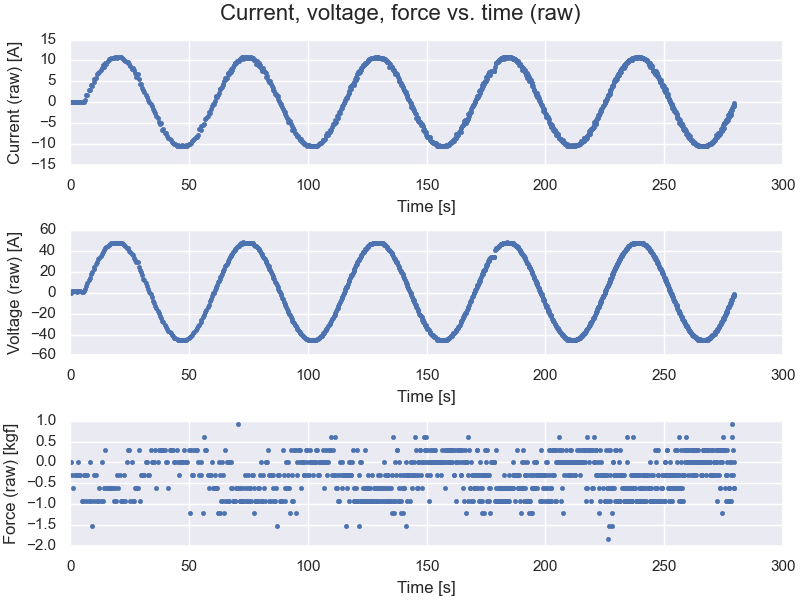 Current, voltage, force vs. time (raw)
Current (raw) [A]
15
10
5
0
−5
−10
−15
0 50 100 150 200 250 300
Time [s]
Voltage (raw) [A]
60
40
20
0
−20
−40
−60
0 50 100 150 200 250 300
Time [s]
Force (raw) [kgf]
1.0
0.5
0.0
−0.5
−1.0
−1.5
−2.0
0 50 100 150 200 250 300
Time [s]